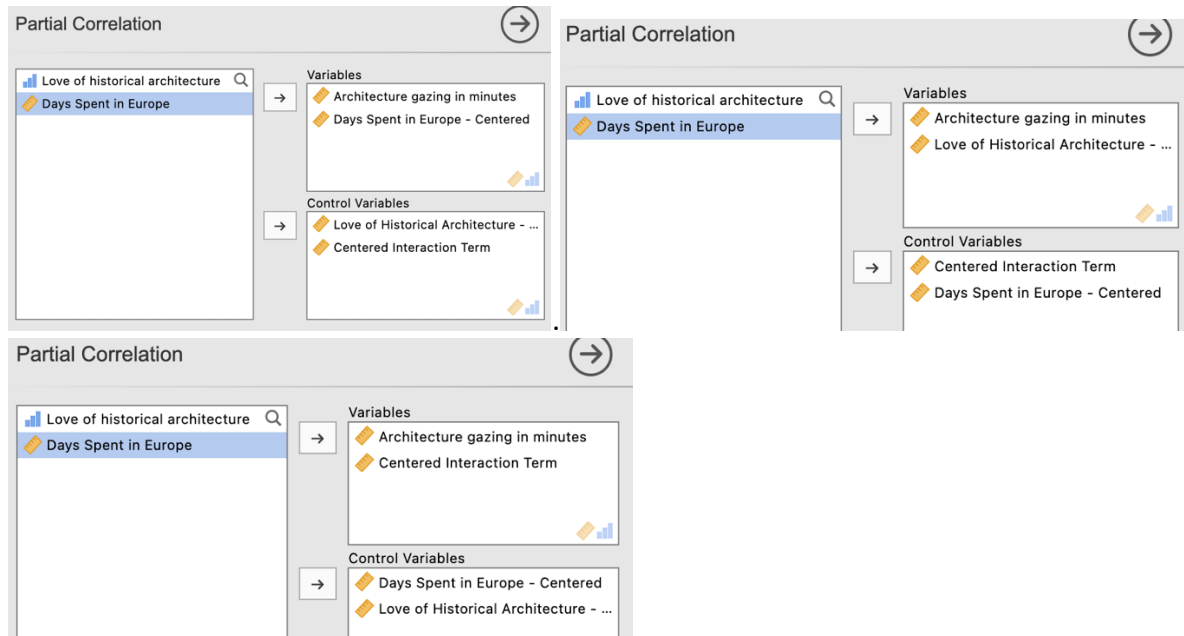 Partial Correlation
Love of historical architecture
Days Spent in Europe
Variables
Architecture gazing in minutes
Days Spent in Europe - Centered
Control Variables
Love of Historical Architecture - ...
Centered Interaction Term
.
Partial Correlation
Love of historical architecture
Days Spent in Europe
Variables
Architecture gazing in minutes
Love of Historical Architecture - ...
Control Variables
Centered Interaction Term
Days Spent in Europe - Centered
Partial Correlation
Love of historical architecture
Days Spent in Europe
Variables
Architecture gazing in minutes
Centered Interaction Term
Control Variables
Days Spent in Europe - Centered
Love of Historical Architecture - ...